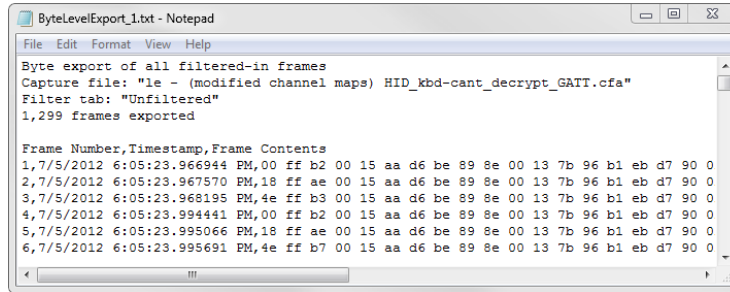 ByteLevelExport_1.txt - Notepad
File Edit Format View Help
Byte export of all filtered-in frames
Capture file: "le - (modified channel maps) HID_kbd-cant_decrypt_GATT.cfa"
Filter tab: "Unfiltered"
1,299 frames exported
Frame Number,Timestamp,Frame Contents
1,7/5/2012 6:05:23.966944 PM,00 ff b2 00 15 aa d6 be 89 8e 00 13 7b 96 b1 eb d7 90 0
2,7/5/2012 6:05:23.967570 PM,18 ff ae 00 15 aa d6 be 89 8e 00 13 7b 96 b1 eb d7 90 0
3,7/5/2012 6:05:23.968195 PM,4e ff b3 00 15 aa d6 be 89 8e 00 13 7b 96 b1 eb d7 90 0
4,7/5/2012 6:05:23.994441 PM,00 ff b2 00 15 aa d6 be 89 8e 00 13 7b 96 b1 eb d7 90 0
5,7/5/2012 6:05:23.995066 PM,18 ff ae 00 15 aa d6 be 89 8e 00 13 7b 96 b1 eb d7 90 0
6,7/5/2012 6:05:23.995691 PM,4e ff b7 00 15 aa d6 be 89 8e 00 13 7b 96 b1 eb d7 90 0